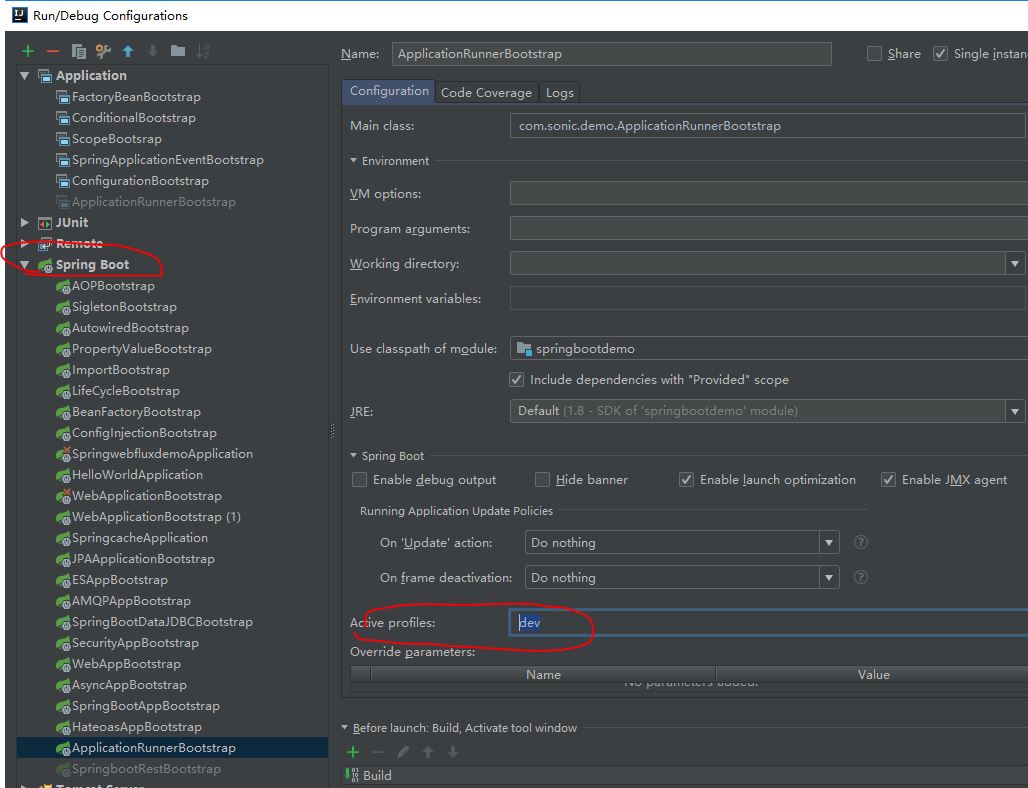 Run/Debug Configurations
Name: ApplicationRunnerBootstrap Share Single instan
Application
FactoryBeanBootstrap
ConditionalBootstrap
ScopeBootsrap
SpringApplicationEventBootstrap
ConfigurationBootstrap
ApplicationRunnerBootstrap
JUnit
Remote
Spring Boot
AOPBootstrap
SigletonBootstrap
AutowiredBootstrap
PropertyValueBootstrap
ImportBootstrap
LifeCycleBootstrap
BeanFactoryBootstrap
ConfigInjectionBootstrap
SpringwebfluxdemoApplication
HelloWorldApplication
WebApplicationBootstrap
WebApplicationBootstrap (1)
SpringcacheApplication
JPAApplicationBootstrap
ESAppBootstrap
AMQPAppBootstrap
SpringBootDataJDBCBootstrap
SecurityAppBootstrap
WebAppBootstrap
AsyncAppBootstrap
SpringBootAppBootstrap
HateoasAppBootstrap
ApplicationRunnerBootstrap
SpringbootRestBootstrap
Tomcat Server
Configuration Code Coverage Logs
Main class: com.sonic.demo.ApplicationRunnerBootstrap
Environment
VM options:
Program arguments:
Working directory:
Environment variables:
Use classpath of module: springbootdemo
Include dependencies with "Provided" scope
JRE: Default (1.8 - SDK of 'springbootdemo' module)
Spring Boot
Enable debug output Hide banner Enable launch optimization Enable JMX agent
Running Application Update Policies
On 'Update' action: Do nothing
On frame deactivation: Do nothing
Active profiles: dev
Override parameters:
Name Value
No parameters added.
Before launch: Build, Activate tool window
Build